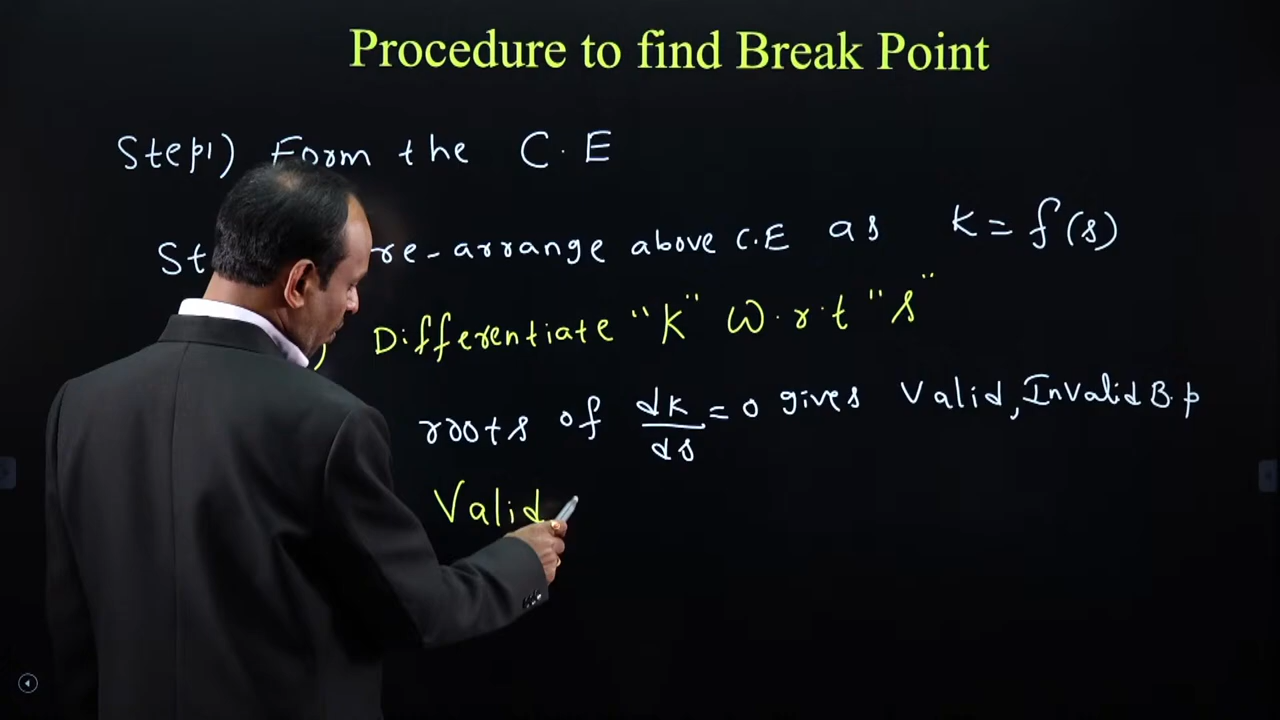 Procedure to find Break Point
Step1) Form the C.E
St re-arrange above C.E as K = f(s)
) Differentiate "K" w.r.t "s"
roots of dk/ds = 0 gives Valid, InValid B.p
Valid